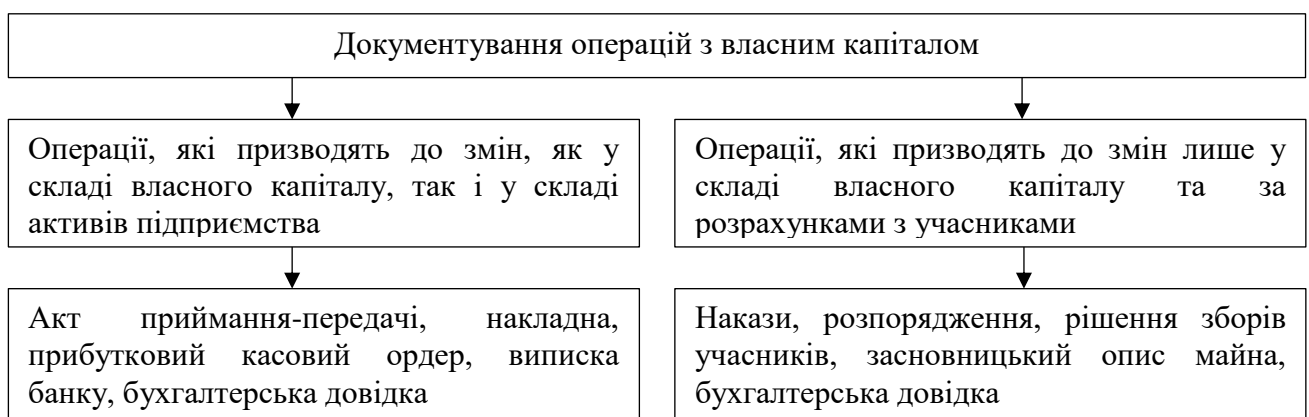 Документування операцій з власним капіталом
Операції, які призводять до змін, як у
складі власного капіталу, так і у складі
активів підприємства
Операції, які призводять до змін лише у
складі власного капіталу та за
розрахунками з учасниками
Акт приймання-передачі, накладна,
прибутковий касовий ордер, виписка
банку, бухгалтерська довідка
Накази, розпорядження, рішення зборів
учасників, засновницький опис майна,
бухгалтерська довідка